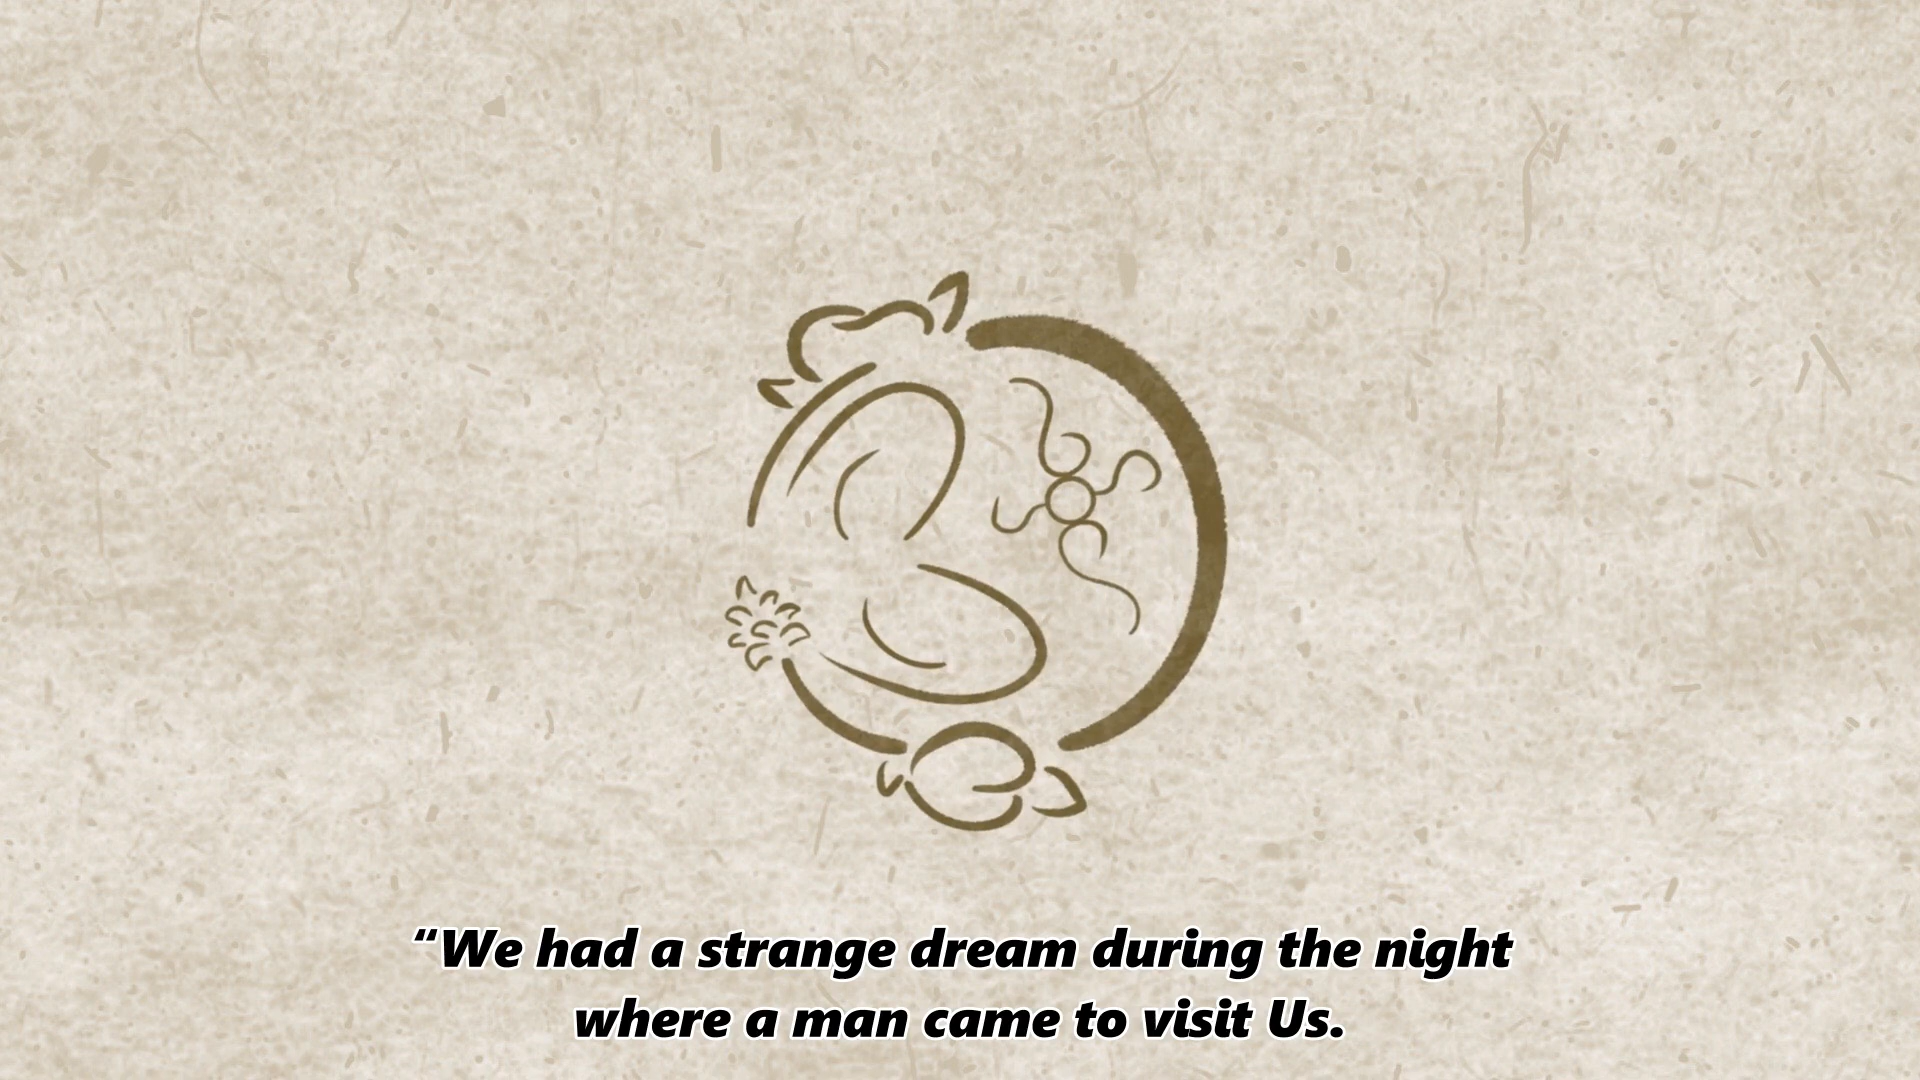 “We had a strange dream during the night
where a man came to visit Us.